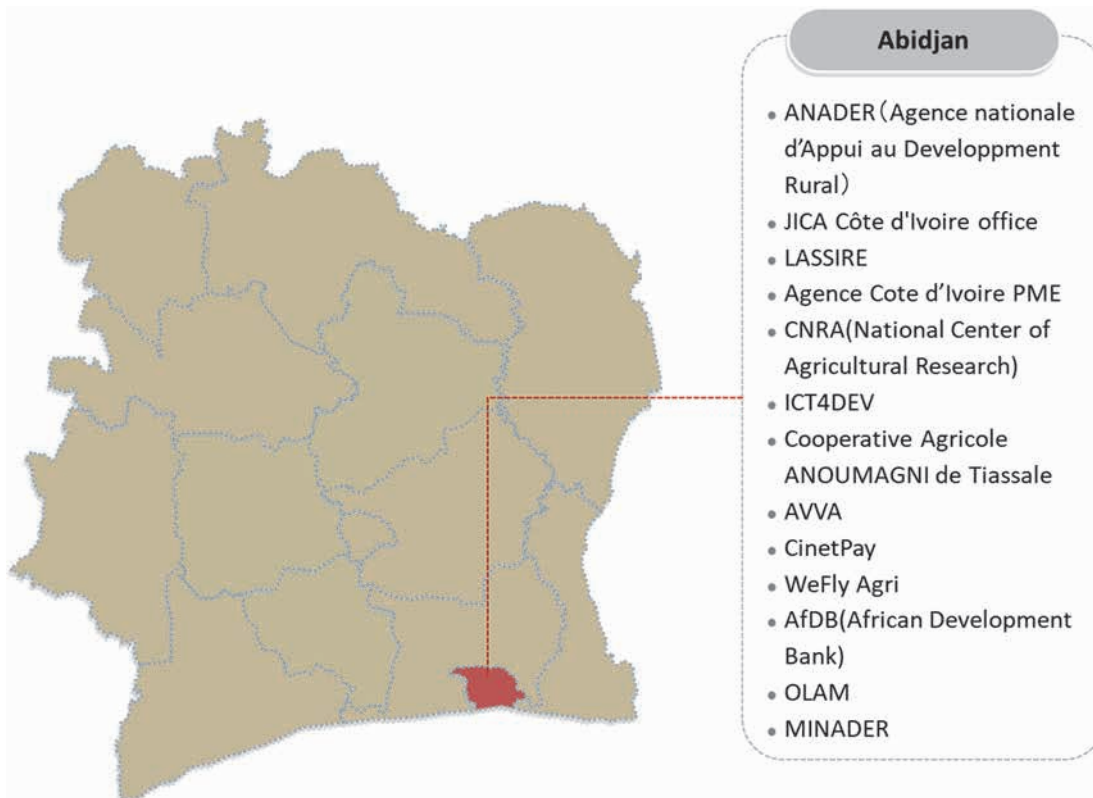 Abidjan
• ANADER（Agence nationale
d’Appui au Developpment
Rural）
• JICA Côte d'Ivoire office
• LASSIRE
• Agence Cote d’Ivoire PME
• CNRA(National Center of
Agricultural Research)
• ICT4DEV
• Cooperative Agricole
ANOUMAGNI de Tiassale
• AVVA
• CinetPay
• WeFly Agri
• AfDB(African Development
Bank)
• OLAM
• MINADER